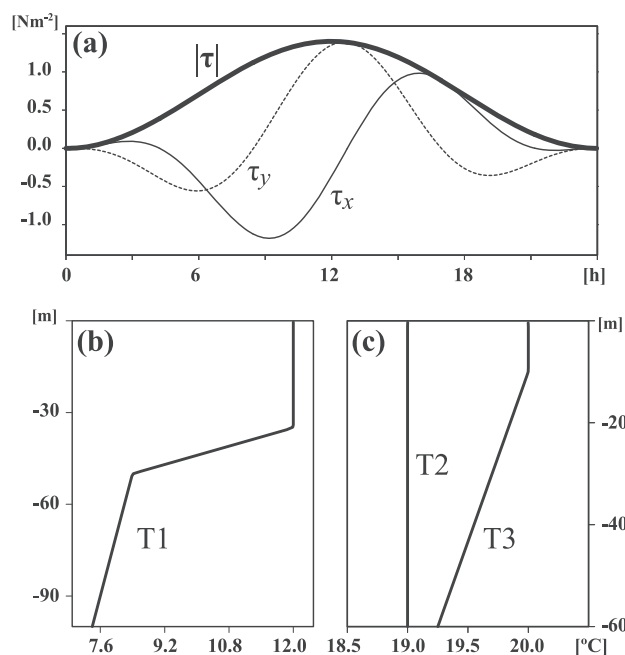 [Nm⁻²]
(a)
|τ|
1.0
0.5
0.0
-0.5
-1.0
τy
τx
0 6 12 18 [h]
[m] (b) (c) [m]
-30 -20
T2
T1 T3
-60 -40
-90 -60
7.6 9.2 10.8 12.0 18.5 19.0 19.5 20.0 [ºC]